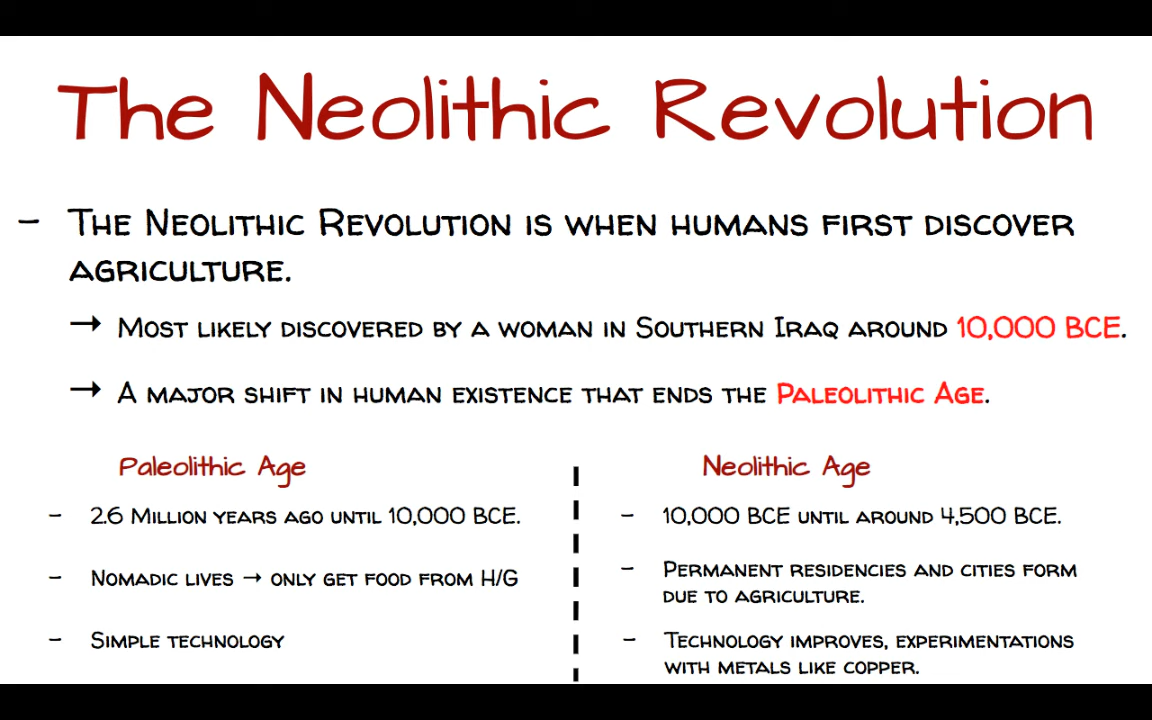 The Neolithic Revolution
- The Neolithic Revolution is when humans first discover
agriculture.
→ Most likely discovered by a woman in Southern Iraq around 10,000 BCE.
→ A major shift in human existence that ends the Paleolithic Age.
Paleolithic Age
- 2.6 Million years ago until 10,000 BCE.
- Nomadic lives → only get food from H/G
- Simple technology
Neolithic Age
- 10,000 BCE until around 4,500 BCE.
- Permanent residencies and cities form
due to agriculture.
- Technology improves, experimentations
with metals like copper.